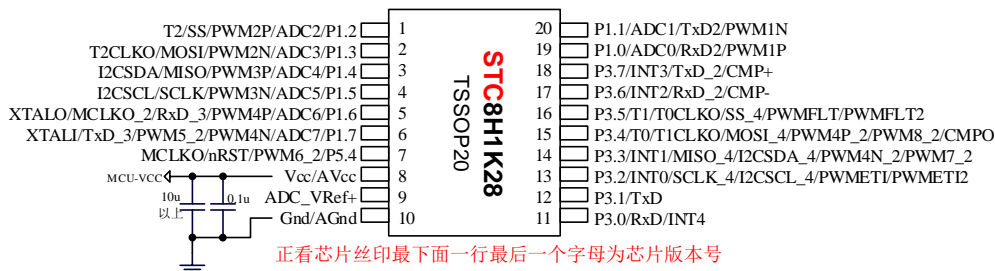 T2/SS/PWM2P/ADC2/P1.2 1
T2CLKO/MOSI/PWM2N/ADC3/P1.3 2
I2CSDA/MISO/PWM3P/ADC4/P1.4 3
I2CSCL/SCLK/PWM3N/ADC5/P1.5 4
XTALO/MCLKO_2/RxD_3/PWM4P/ADC6/P1.6 5
XTALI/TxD_3/PWM5_2/PWM4N/ADC7/P1.7 6
MCLKO/nRST/PWM6_2/P5.4 7
MCU-VCC Vcc/AVcc 8
ADC_VRef+ 9
Gnd/AGnd 10
10u
以上
0.1u
STC8H1K28
TSSOP20
20 P1.1/ADC1/TxD2/PWM1N
19 P1.0/ADC0/RxD2/PWM1P
18 P3.7/INT3/TxD_2/CMP+
17 P3.6/INT2/RxD_2/CMP-
16 P3.5/T1/T0CLKO/SS_4/PWMFLT/PWMFLT2
15 P3.4/T0/T1CLKO/MOSI_4/PWM4P_2/PWM8_2/CMPO
14 P3.3/INT1/MISO_4/I2CSDA_4/PWM4N_2/PWM7_2
13 P3.2/INT0/SCLK_4/I2CSCL_4/PWMETI/PWMETI2
12 P3.1/TxD
11 P3.0/RxD/INT4
正看芯片丝印最下面一行最后一个字母为芯片版本号